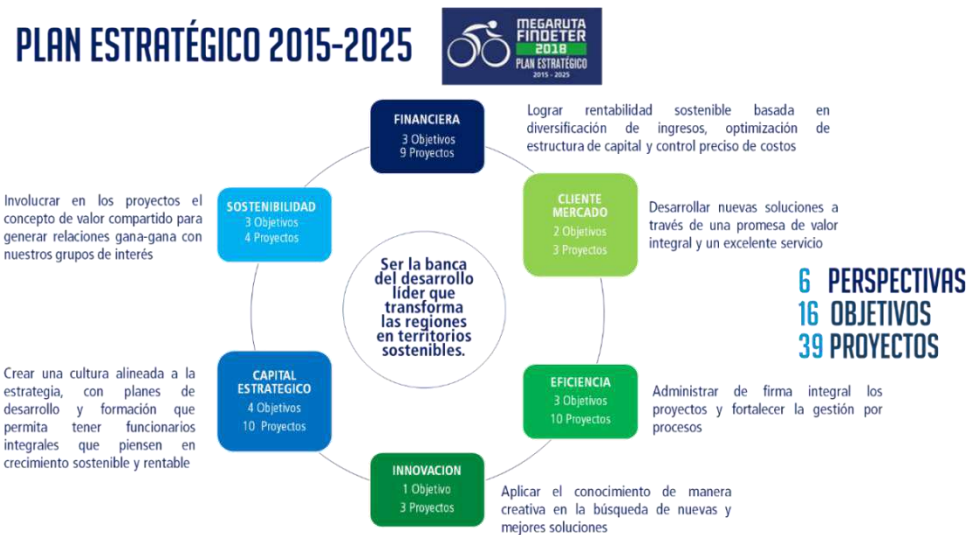 PLAN ESTRATÉGICO 2015-2025
MEGARUTA
FINDETER
2018
PLAN ESTRATÉGICO
2015 - 2025
FINANCIERA
3 Objetivos
9 Proyectos
Lograr rentabilidad sostenible basada en
diversificación de ingresos, optimización de
estructura de capital y control preciso de costos
CLIENTE
MERCADO
2 Objetivos
3 Proyectos
Desarrollar nuevas soluciones a
través de una promesa de valor
integral y un excelente servicio
EFICIENCIA
3 Objetivos
10 Proyectos
Administrar de firma integral los
proyectos y fortalecer la gestión por
procesos
INNOVACION
1 Objetivo
3 Proyectos
Aplicar el conocimiento de manera
creativa en la búsqueda de nuevas y
mejores soluciones
CAPITAL
ESTRATEGICO
4 Objetivos
10 Proyectos
Crear una cultura alineada a la
estrategia, con planes de
desarrollo y formación que
permita tener funcionarios
integrales que piensen en
crecimiento sostenible y rentable
SOSTENIBILIDAD
3 Objetivos
4 Proyectos
Involucrar en los proyectos el
concepto de valor compartido para
generar relaciones gana-gana con
nuestros grupos de interés
Ser la banca
del desarrollo
líder que
transforma
las regiones
en territorios
sostenibles.
6 PERSPECTIVAS
16 OBJETIVOS
39 PROYECTOS